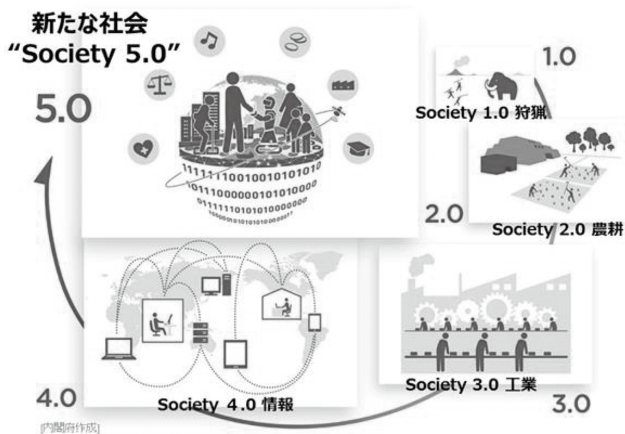 新たな社会
“Society 5.0”
5.0
1.0
Society 1.0 狩猟
2.0
Society 2.0 農耕
3.0
Society 3.0 工業
4.0
Society 4.0 情報
11111110010010101010
0111000000101010000
[内閣府作成]